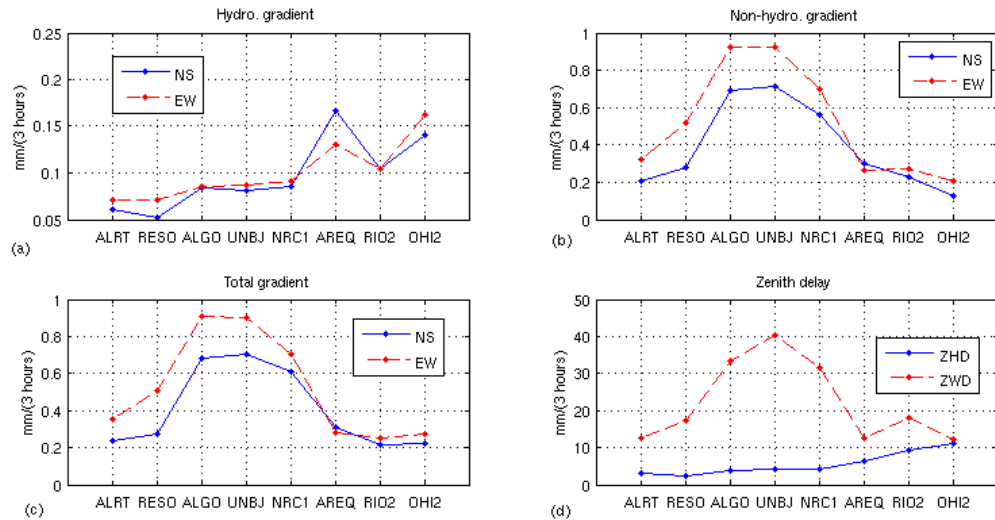 Hydro. gradient
0.25
0.2
0.15
0.1
0.05
mm/(3 hours)
NS
EW
ALRT RESO ALGO UNBJ NRC1 AREQ RIO2 OHI2
(a)
Non-hydro. gradient
1
0.8
0.6
0.4
0.2
0
mm/(3 hours)
NS
EW
ALRT RESO ALGO UNBJ NRC1 AREQ RIO2 OHI2
(b)
Total gradient
1
0.8
0.6
0.4
0.2
0
mm/(3 hours)
NS
EW
ALRT RESO ALGO UNBJ NRC1 AREQ RIO2 OHI2
(c)
Zenith delay
50
40
30
20
10
0
mm/(3 hours)
ZHD
ZWD
ALRT RESO ALGO UNBJ NRC1 AREQ RIO2 OHI2
(d)